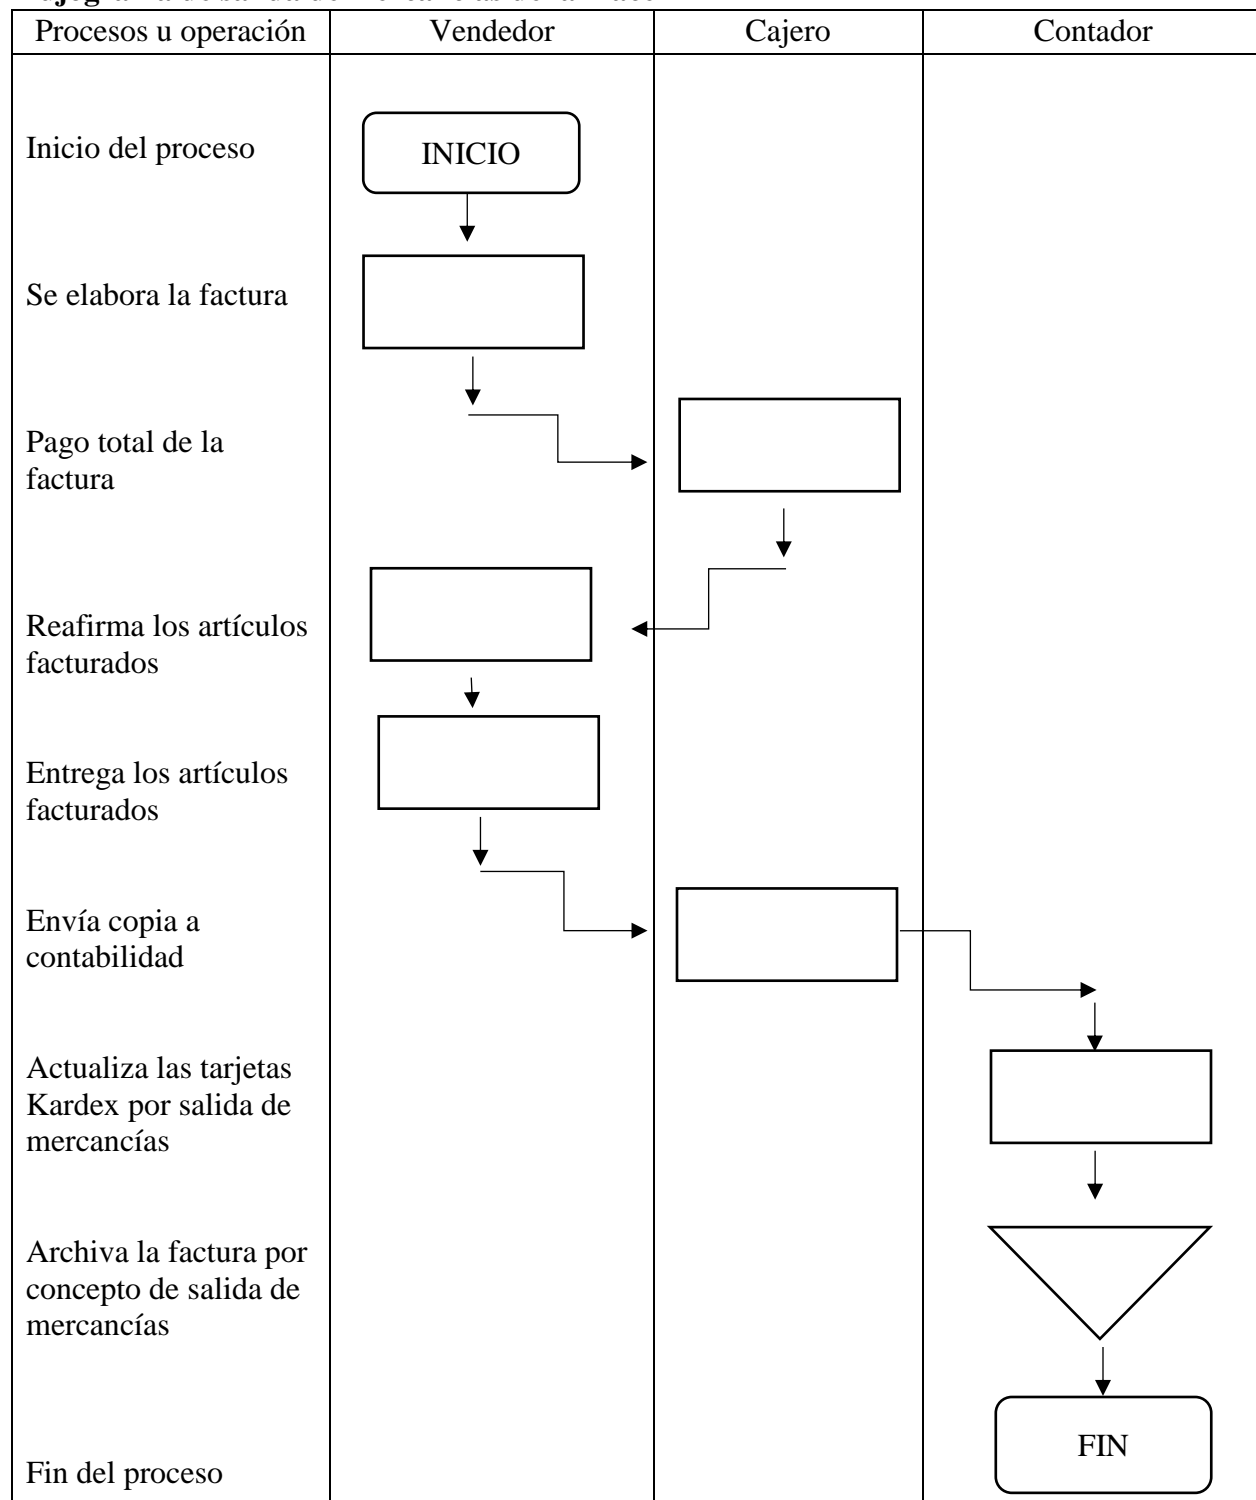 Procesos u operación Vendedor Cajero Contador
Inicio del proceso
INICIO
Se elabora la factura
Pago total de la
factura
Reafirma los artículos
facturados
Entrega los artículos
facturados
Envía copia a
contabilidad
Actualiza las tarjetas
Kardex por salida de
mercancías
Archiva la factura por
concepto de salida de
mercancías
FIN
Fin del proceso